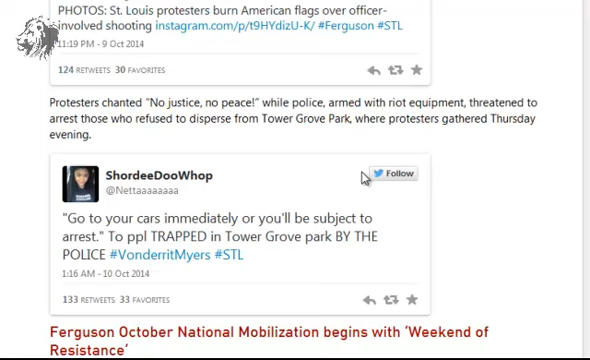 PHOTOS: St. Louis protesters burn American flags over officer-
involved shooting instagram.com/p/t9HYdizU-K/ #Ferguson #STL
11:19 PM - 9 Oct 2014
124 RETWEETS 30 FAVORITES
Protesters chanted “No justice, no peace!” while police, armed with riot equipment, threatened to
arrest those who refused to disperse from Tower Grove Park, where protesters gathered Thursday
evening.
ShordeeDooWhop
@Nettaaaaaaaa
Follow
"Go to your cars immediately or you'll be subject to
arrest." To ppl TRAPPED in Tower Grove park BY THE
POLICE #VonderritMyers #STL
1:16 AM - 10 Oct 2014
133 RETWEETS 33 FAVORITES
Ferguson October National Mobilization begins with ‘Weekend of
Resistance’